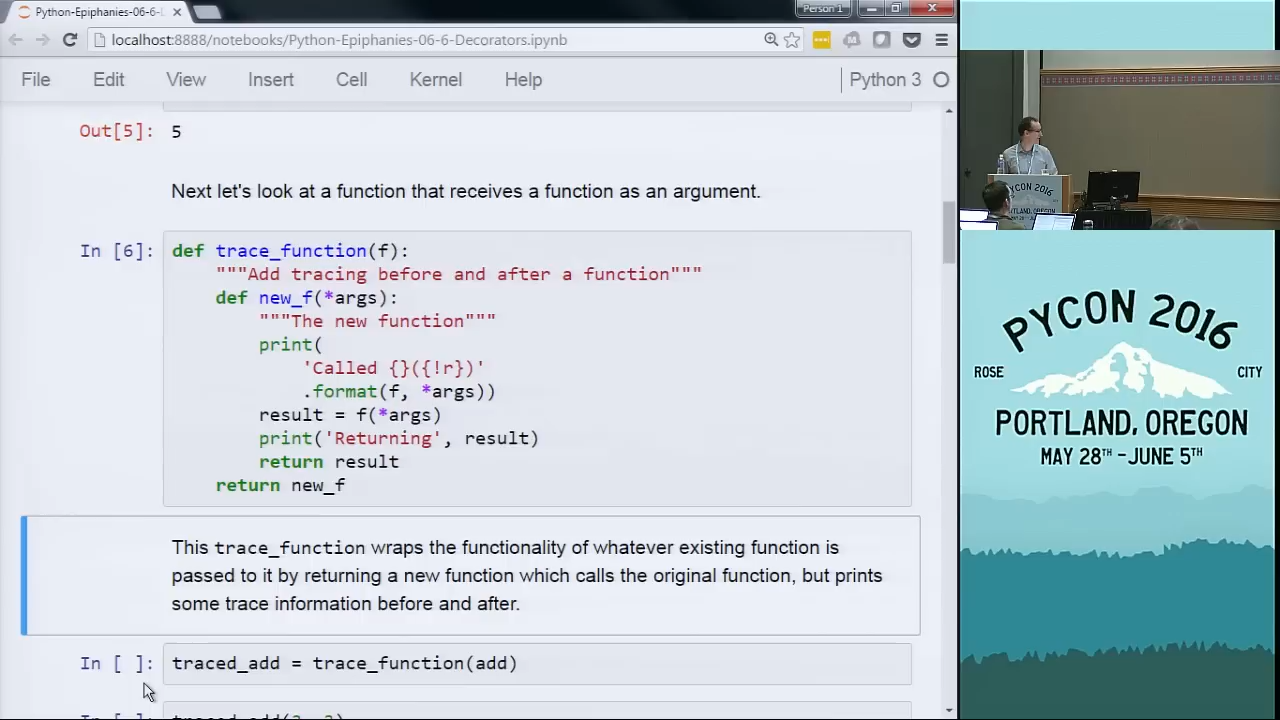 Python-Epiphanies-06-6-
Person 1
localhost:8888/notebooks/Python-Epiphanies-06-6-Decorators.ipynb
File Edit View Insert Cell Kernel Help Python 3
Out[5]: 5
Next let's look at a function that receives a function as an argument.
In [6]: def trace_function(f):
"""Add tracing before and after a function"""
def new_f(*args):
"""The new function"""
print(
'Called {}({!r})'
.format(f, *args))
result = f(*args)
print('Returning', result)
return result
return new_f
This trace_function wraps the functionality of whatever existing function is
passed to it by returning a new function which calls the original function, but prints
some trace information before and after.
In [ ]: traced_add = trace_function(add)
PYCON 2016
PORTLAND, OREGON
PYCON 2016
ROSE CITY
PORTLAND, OREGON
MAY 28TH - JUNE 5TH